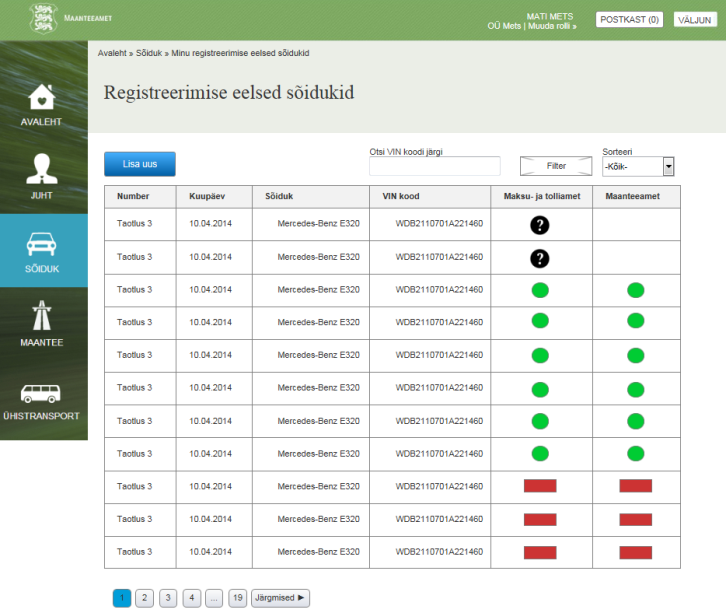 MAANTEEAMET
MATI METS
OÜ Mets | Muuda rolli »
POSTKAST (0)
VÄLJUN
Avaleht » Sõiduk » Minu registreerimise eelsed sõidukid
Registreerimise eelsed sõidukid
AVALEHT
JUHT
SÕIDUK
MAANTEE
ÜHISTRANSPORT
Lisa uus
Otsi VIN koodi järgi
Filter
Sorteeri
-Kõik-
Number Kuupäev Sõiduk VIN kood Maksu- ja tolliamet Maanteeamet
Taotlus 3 10.04.2014 Mercedes-Benz E320 WDB2110701A221460 ?
Taotlus 3 10.04.2014 Mercedes-Benz E320 WDB2110701A221460 ?
Taotlus 3 10.04.2014 Mercedes-Benz E320 WDB2110701A221460
Taotlus 3 10.04.2014 Mercedes-Benz E320 WDB2110701A221460
Taotlus 3 10.04.2014 Mercedes-Benz E320 WDB2110701A221460
Taotlus 3 10.04.2014 Mercedes-Benz E320 WDB2110701A221460
Taotlus 3 10.04.2014 Mercedes-Benz E320 WDB2110701A221460
Taotlus 3 10.04.2014 Mercedes-Benz E320 WDB2110701A221460
Taotlus 3 10.04.2014 Mercedes-Benz E320 WDB2110701A221460
Taotlus 3 10.04.2014 Mercedes-Benz E320 WDB2110701A221460
Taotlus 3 10.04.2014 Mercedes-Benz E320 WDB2110701A221460
1 2 3 4 ... 19 Järgmised ►